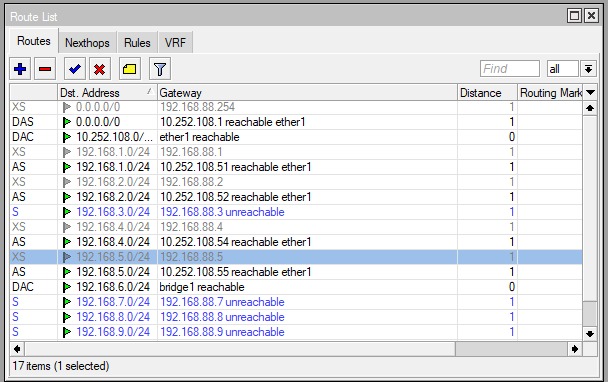 Route List
Routes Nexthops Rules VRF
Find all
Dst. Address Gateway Distance Routing Mark
XS 0.0.0.0/0 192.168.88.254 1
DAS 0.0.0.0/0 10.252.108.1 reachable ether1 1
DAC 10.252.108.0/... ether1 reachable 0
XS 192.168.1.0/24 192.168.88.1 1
AS 192.168.1.0/24 10.252.108.51 reachable ether1 1
XS 192.168.2.0/24 192.168.88.2 1
AS 192.168.2.0/24 10.252.108.52 reachable ether1 1
S 192.168.3.0/24 192.168.88.3 unreachable 1
XS 192.168.4.0/24 192.168.88.4 1
AS 192.168.4.0/24 10.252.108.54 reachable ether1 1
XS 192.168.5.0/24 192.168.88.5 1
AS 192.168.5.0/24 10.252.108.55 reachable ether1 1
DAC 192.168.6.0/24 bridge1 reachable 0
S 192.168.7.0/24 192.168.88.7 unreachable 1
S 192.168.8.0/24 192.168.88.8 unreachable 1
S 192.168.9.0/24 192.168.88.9 unreachable 1
17 items (1 selected)